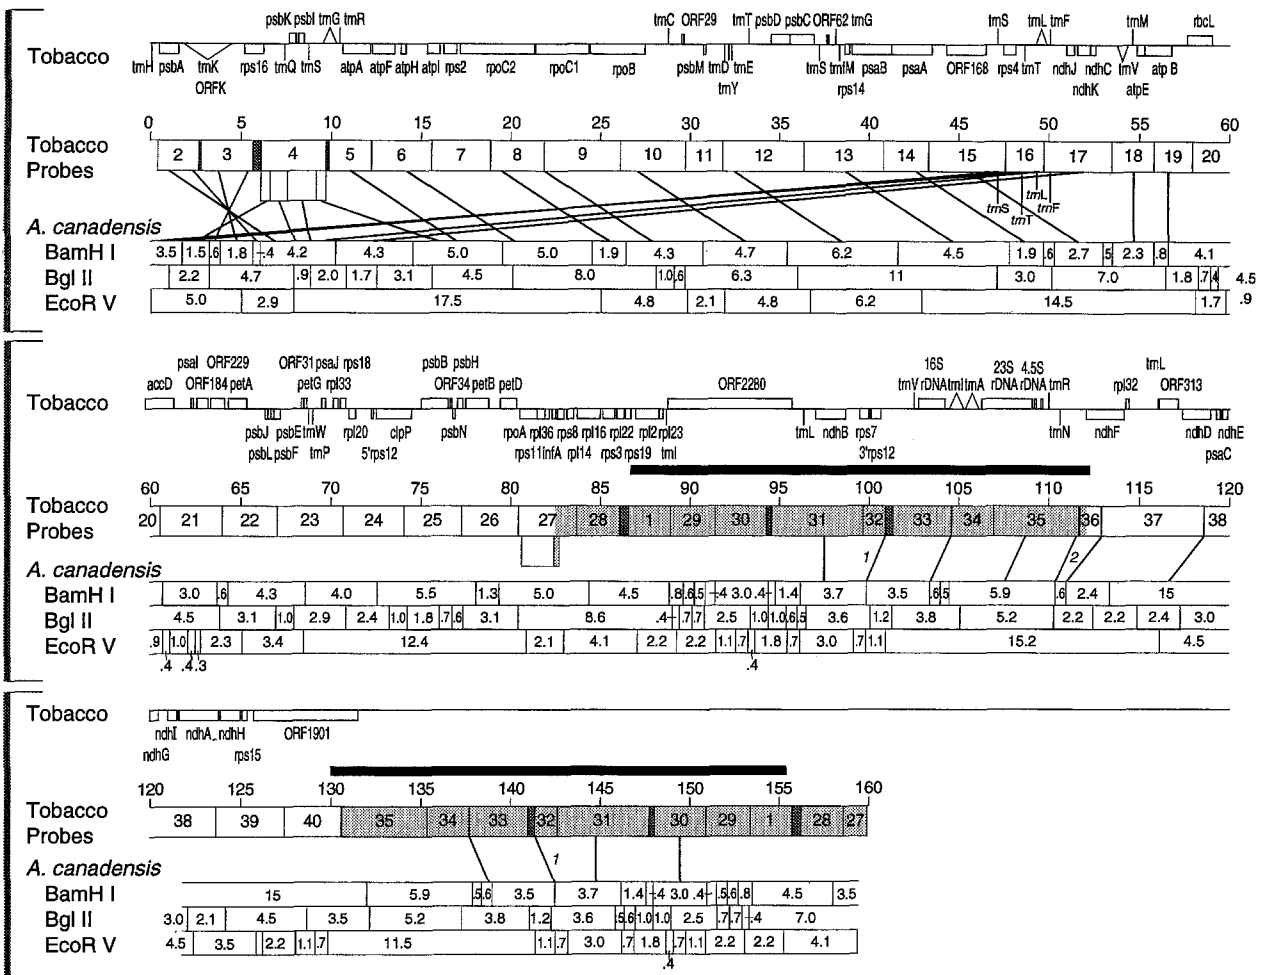 psbK psbI trnG trnR trnC ORF29 trnT psbD psbC ORF62 trnG trnS trnL trnF trnM rbcL
Tobacco
trnH psbA trnK rps16 trnQ trnS atpA atpF atpH atpI rps2 rpoC2 rpoC1 rpoB psbM trnD trnE trnS trnfM psaB psaA ORF168 rps4 trnT ndhJ ndhC trnV atp B
ORFK trnY rps14 ndhK atpE
0 5 10 15 20 25 30 35 40 45 50 55 60
Tobacco
Probes
2 3 4 5 6 7 8 9 10 11 12 13 14 15 16 17 18 19 20
trnS trnT trnL trnF
A. canadensis
BamH I 3.5 1.5 .6 1.8 .4 4.2 4.3 5.0 5.0 1.9 4.3 4.7 6.2 4.5 1.9 .6 2.7 .5 2.3 .8 4.1
Bgl II 2.2 4.7 .9 2.0 1.7 3.1 4.5 8.0 1.0 .6 6.3 11 3.0 7.0 1.8 .7 .4 4.5
EcoR V 5.0 2.9 17.5 4.8 2.1 4.8 6.2 14.5 1.7 .9
psaI ORF229 ORF31 psaJ rps18 psbB psbH 16S 23S 4.5S trnL
accD ORF184 petA petG rpl33 ORF34 petB petD ORF2280 trnV rDNA trnI trnA rDNA rDNA trnR rpl32 ORF313
Tobacco
psbJ psbE trnW rpl20 clpP psbN rpoA rpl36 rps8 rpl16 rpl22 rpl2 rpl23 trnL ndhB rps7 trnN ndhF ndhD ndhE
psbL psbF trnP 5'rps12 rps11 infA rpl14 rps3 rps19 trnI 3'rps12 psaC
60 65 70 75 80 85 90 95 100 105 110 115 120
Tobacco
Probes
20 21 22 23 24 25 26 27 28 1 29 30 31 32 33 34 35 36 37 38
1 2
A. canadensis
BamH I 3.0 .6 4.3 4.0 5.5 1.3 5.0 4.5 .8 .6 .5 .4 3.0 .4 1.4 3.7 3.5 .6 .5 5.9 .6 2.4 15
Bgl II 4.5 3.1 1.0 2.9 2.4 1.0 1.8 .7 .6 3.1 8.6 .4 .7 .7 2.5 1.0 1.0 .6 .5 3.6 1.2 3.8 5.2 2.2 2.2 2.4 3.0
EcoR V .9 1.0 2.3 3.4 12.4 2.1 4.1 2.2 2.2 1.1 .7 1.8 .7 3.0 .7 1.1 15.2 4.5
.4 .4 .3 .4
Tobacco
ndhI ndhA ndhH ORF1901
ndhG rps15
120 125 130 135 140 145 150 155 160
Tobacco
Probes
38 39 40 35 34 33 32 31 30 29 1 28 27
1
A. canadensis
BamH I 15 5.9 .5 .6 3.5 3.7 1.4 .4 3.0 .4 .5 .6 .8 4.5 3.5
Bgl II 3.0 2.1 4.5 3.5 5.2 3.8 1.2 3.6 .5 .6 1.0 1.0 2.5 .7 .7 .4 7.0
EcoR V 4.5 3.5 2.2 1.1 .7 11.5 1.1 .7 3.0 .7 1.8 .7 1.1 2.2 2.2 4.1
.4